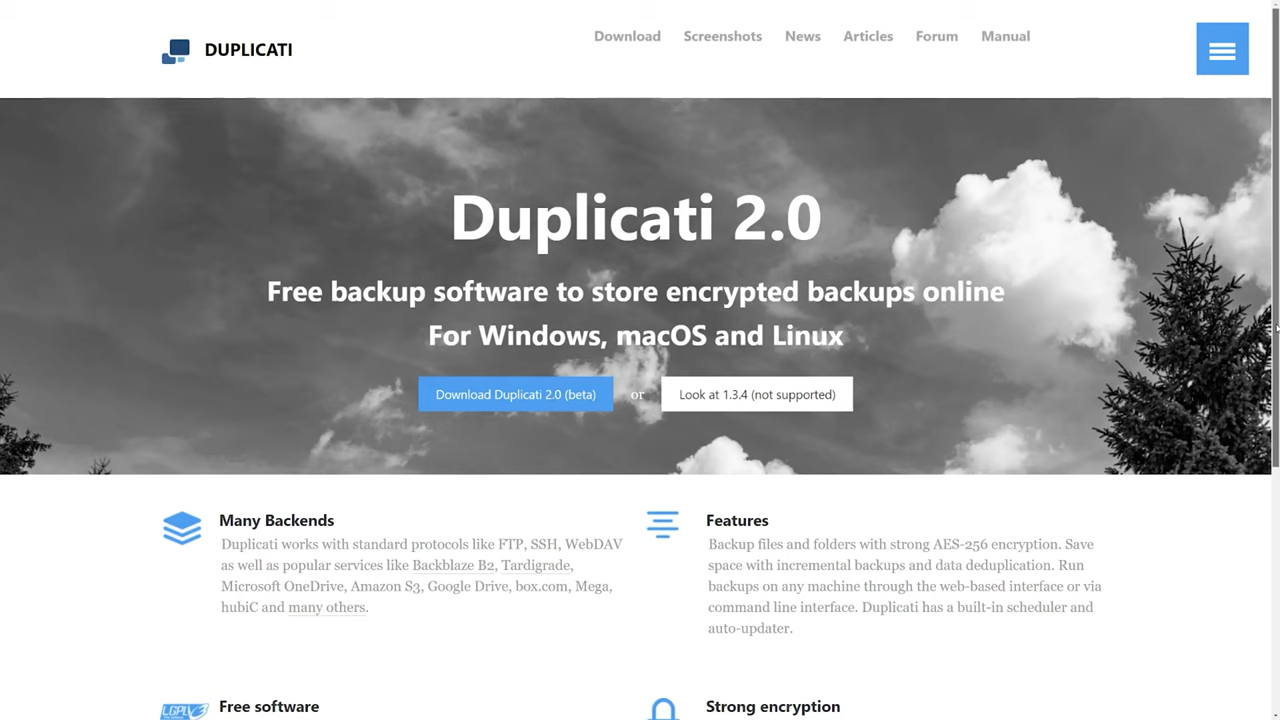 DUPLICATI
Download Screenshots News Articles Forum Manual
Duplicati 2.0
Free backup software to store encrypted backups online
For Windows, macOS and Linux
Download Duplicati 2.0 (beta) or Look at 1.3.4 (not supported)
Many Backends
Duplicati works with standard protocols like FTP, SSH, WebDAV
as well as popular services like Backblaze B2, Tardigrade,
Microsoft OneDrive, Amazon S3, Google Drive, box.com, Mega,
hubiC and many others.
Features
Backup files and folders with strong AES-256 encryption. Save
space with incremental backups and data deduplication. Run
backups on any machine through the web-based interface or via
command line interface. Duplicati has a built-in scheduler and
auto-updater.
LGPLV3
Free software
Strong encryption